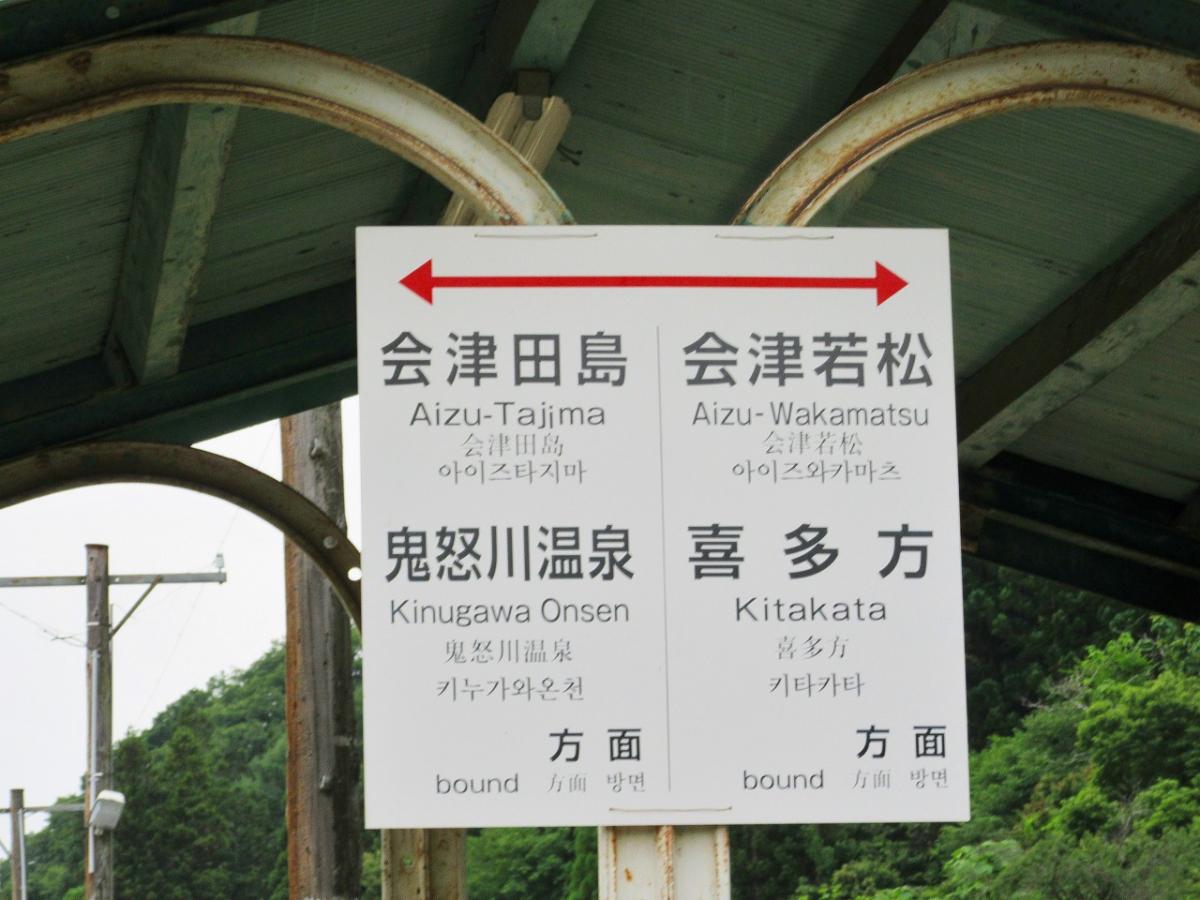 会津田島
Aizu-Tajima
会津田岛
아이즈타지마
鬼怒川温泉
Kinugawa Onsen
鬼怒川温泉
키누가와온천
方面
bound 方面 방면
会津若松
Aizu-Wakamatsu
会津若松
아이즈와카마츠
喜多方
Kitakata
喜多方
키타카타
方面
bound 方面 방면